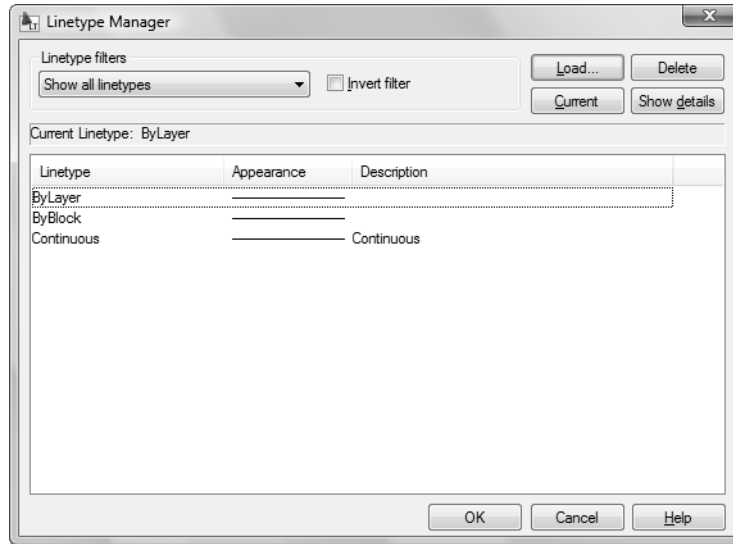 LT Linetype Manager
Linetype filters
Show all linetypes
Invert filter
Load...
Delete
Current
Show details
Current Linetype: ByLayer
Linetype Appearance Description
ByLayer
ByBlock
Continuous Continuous
OK Cancel Help